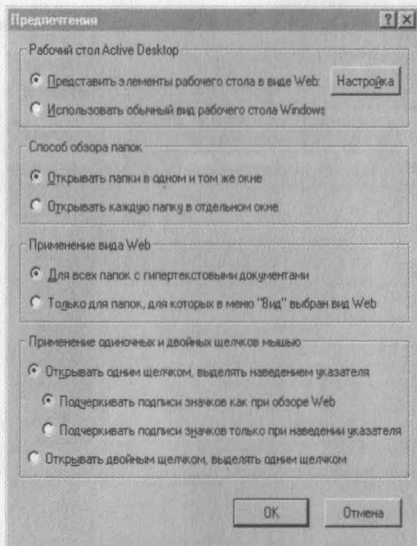 Предпочтения
Рабочий стол Active Desktop
Представить элементы рабочего стола в виде Web:
Настройка
Использовать обычный вид рабочего стола Windows
Способ обзора папок
Открывать папки в одном и том же окне
Открывать каждую папку в отдельном окне
Применение вида Web
Для всех папок с гипертекстовыми документами
Только для папок, для которых в меню "Вид" выбран вид Web
Применение одиночных и двойных щелчков мышью
Открывать одним щелчком, выделять наведением указателя
Подчеркивать подписи значков как при обзоре Web
Подчеркивать подписи значков только при наведении указателя
Открывать двойным щелчком, выделять одним щелчком
OK
Отмена